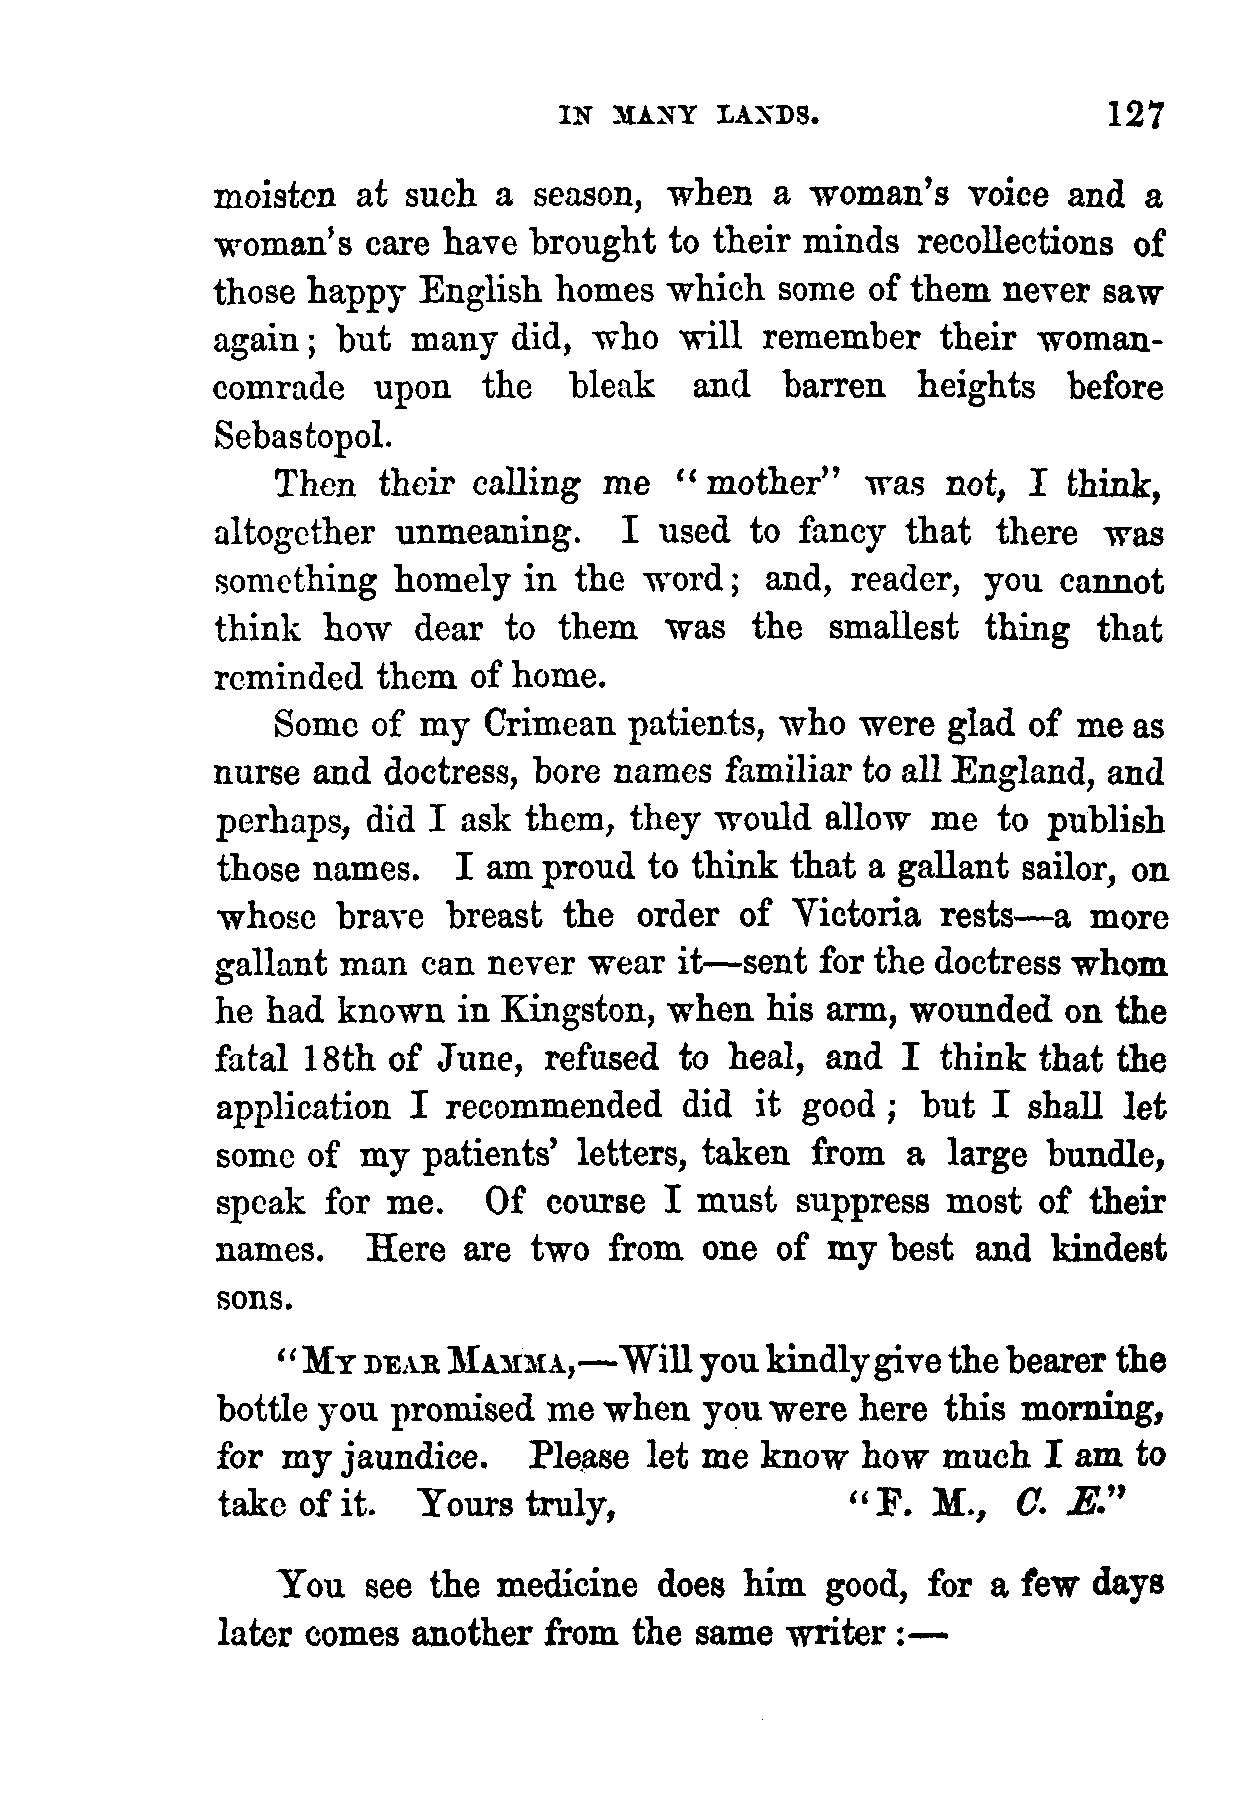 IN MANY LANDS. 127
moisten at such a season, when a woman's voice and a
woman's care have brought to their minds recollections of
those happy English homes which some of them never saw
again; but many did, who will remember their woman-
comrade upon the bleak and barren heights before
Sebastopol.
Then their calling me "mother" was not, I think,
altogether unmeaning. I used to fancy that there was
something homely in the word; and, reader, you cannot
think how dear to them was the smallest thing that
reminded them of home.
Some of my Crimean patients, who were glad of me as
nurse and doctress, bore names familiar to all England, and
perhaps, did I ask them, they would allow me to publish
those names. I am proud to think that a gallant sailor, on
whose brave breast the order of Victoria rests—a more
gallant man can never wear it—sent for the doctress whom
he had known in Kingston, when his arm, wounded on the
fatal 18th of June, refused to heal, and I think that the
application I recommended did it good; but I shall let
some of my patients' letters, taken from a large bundle,
speak for me. Of course I must suppress most of their
names. Here are two from one of my best and kindest
sons.
"MY DEAR MAMMA,—Will you kindly give the bearer the
bottle you promised me when you were here this morning,
for my jaundice. Please let me know how much I am to
take of it. Yours truly, "F. M., C. E."
You see the medicine does him good, for a few days
later comes another from the same writer:—